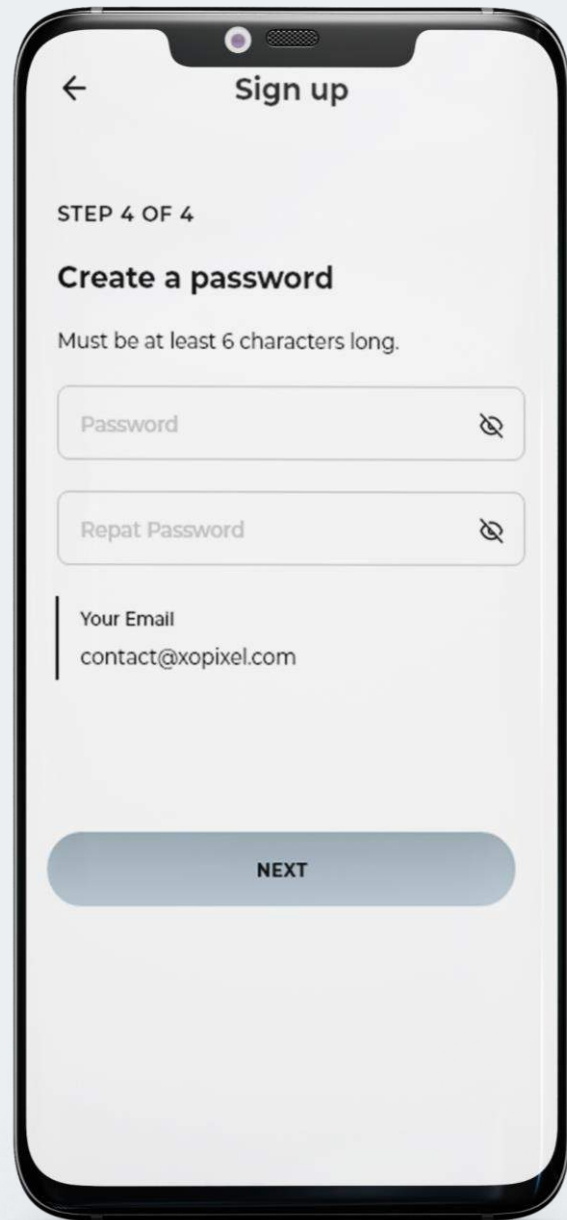 Sign up
STEP 4 OF 4
Create a password
Must be at least 6 characters long.
Password
Repat Password
Your Email
contact@xopixel.com
NEXT